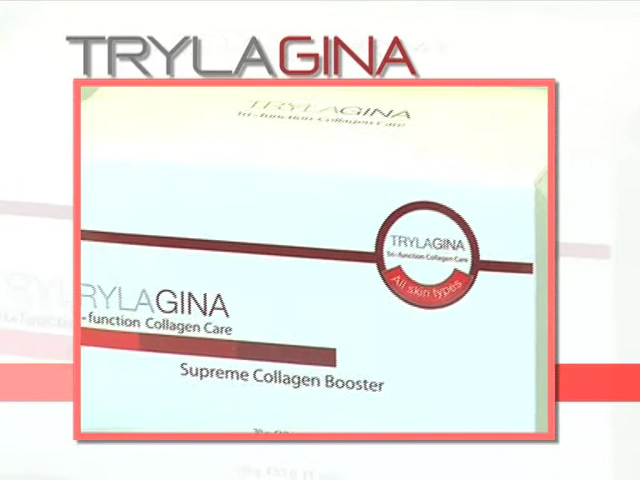 TRYLAGINA
TRYLAGINA
Tri-function Collagen Care
TRYLAGINA
Tri-function Collagen Care
All skin types
RYLAGINA
-function Collagen Care
Supreme Collagen Booster